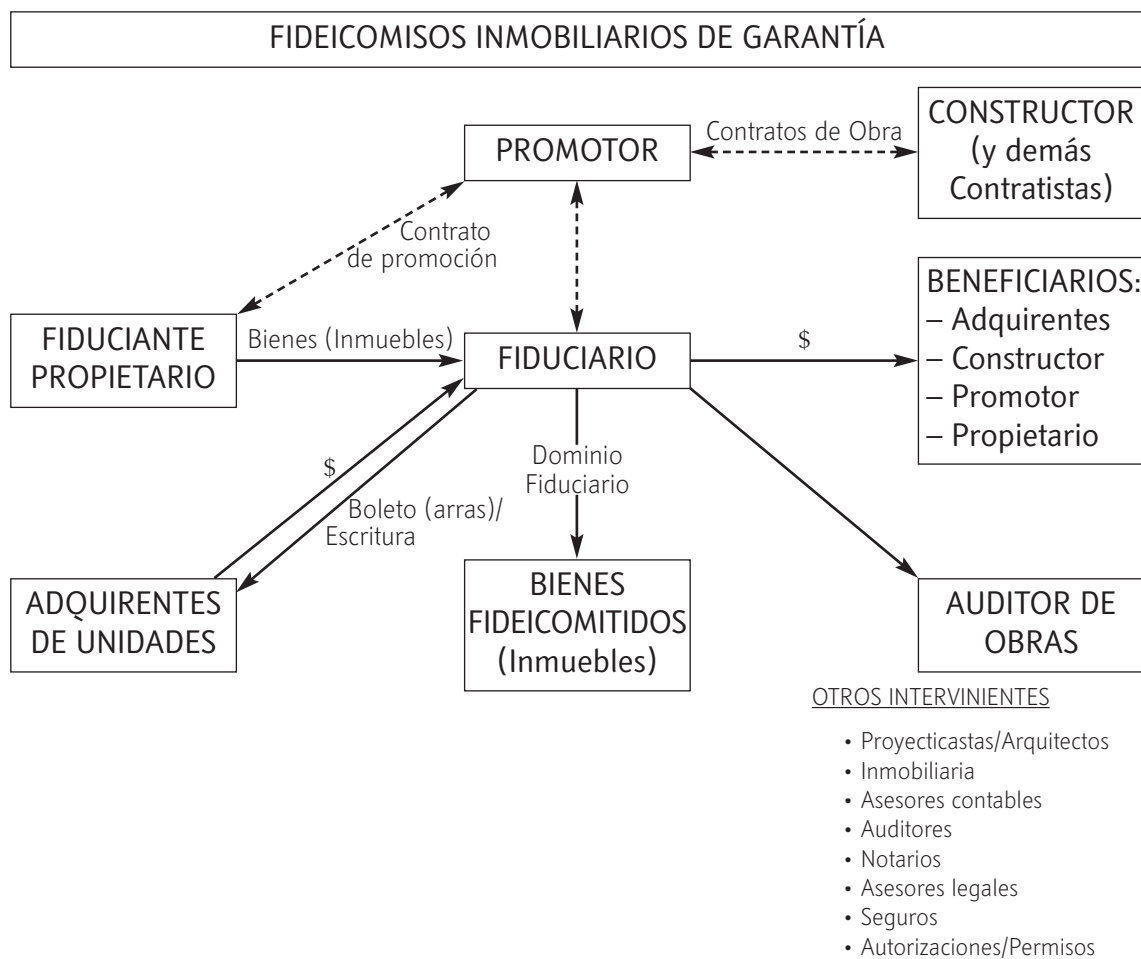 FIDEICOMISOS INMOBILIARIOS DE GARANTÍA
PROMOTOR
Contratos de Obra
CONSTRUCTOR
(y demás
Contratistas)
Contrato
de promoción
FIDUCIANTE
PROPIETARIO
Bienes (Inmuebles)
FIDUCIARIO
$
BENEFICIARIOS:
– Adquirentes
– Constructor
– Promotor
– Propietario
$
Boleto (arras)/
Escritura
Dominio
Fiduciario
ADQUIRENTES
DE UNIDADES
BIENES
FIDEICOMITIDOS
(Inmuebles)
AUDITOR DE
OBRAS
OTROS INTERVINIENTES
• Proyecticastas/Arquitectos
• Inmobiliaria
• Asesores contables
• Auditores
• Notarios
• Asesores legales
• Seguros
• Autorizaciones/Permisos